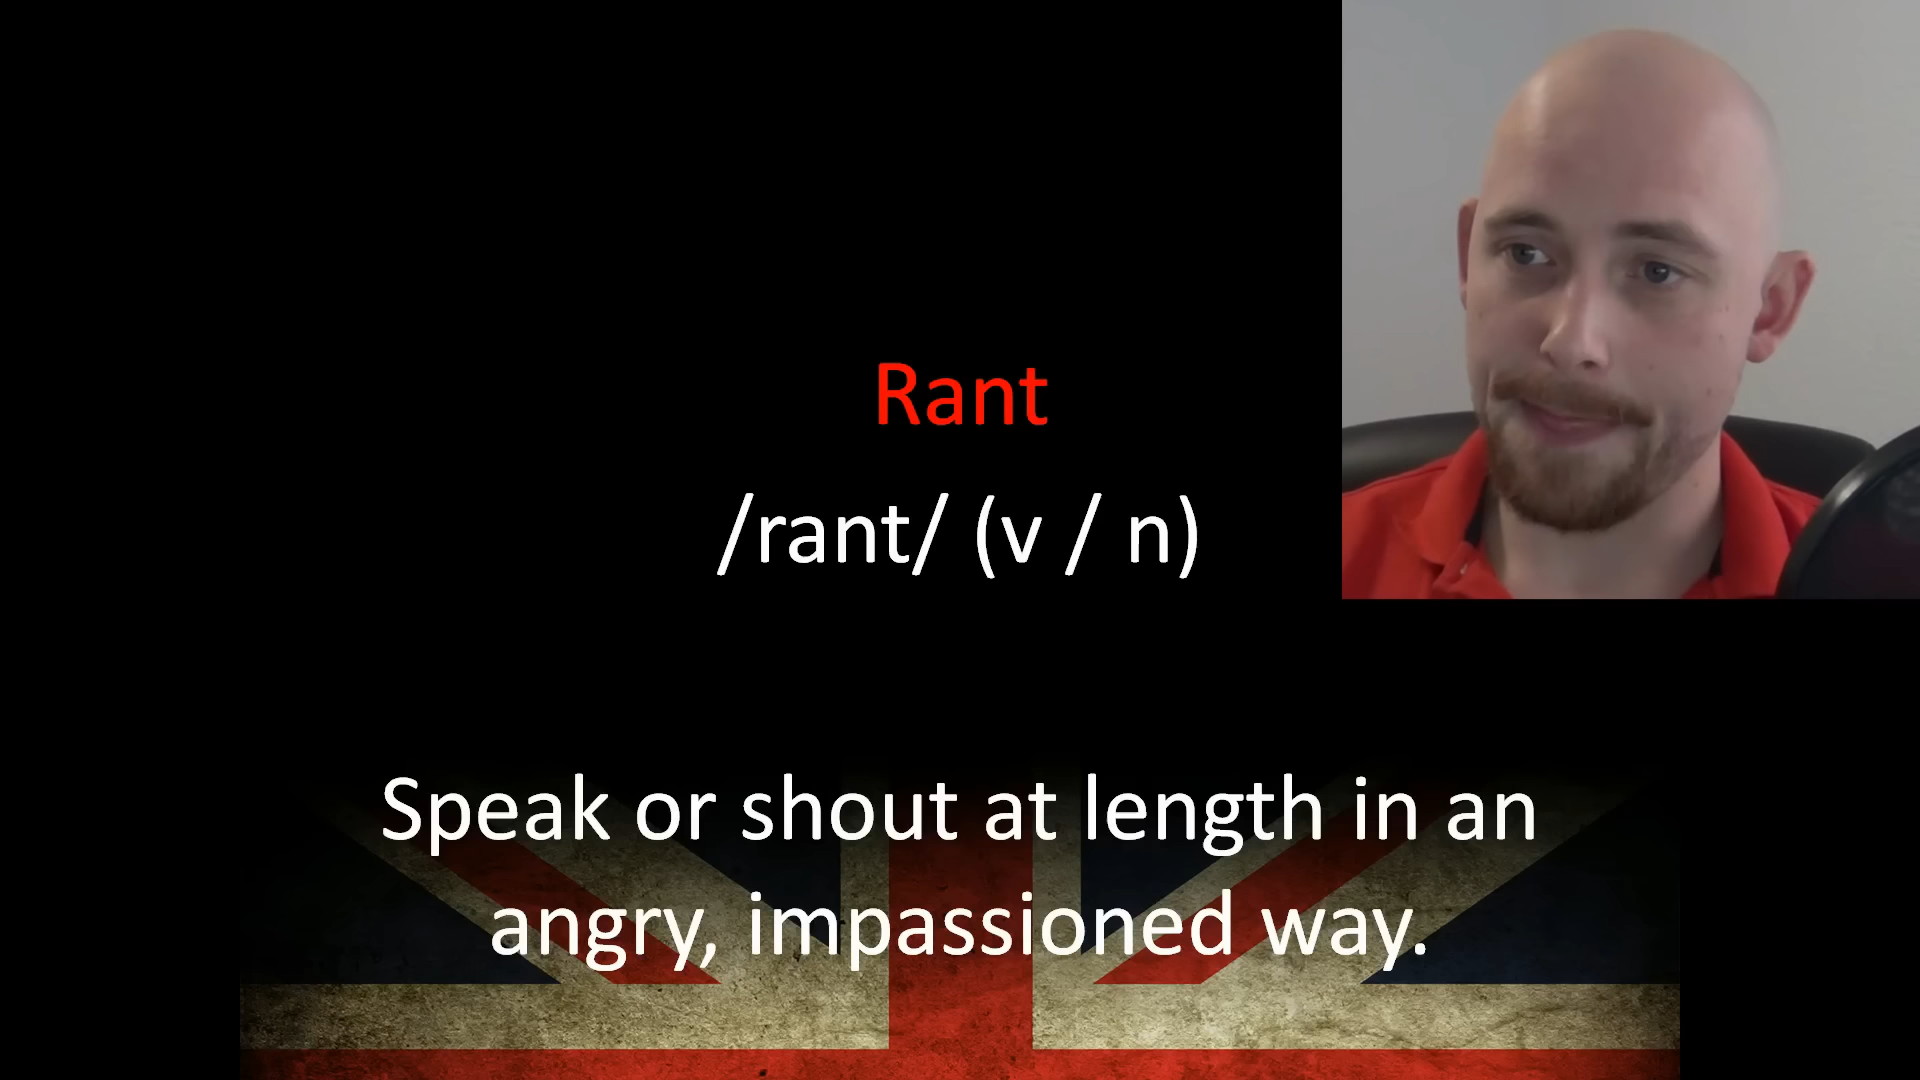 Rant
/rant/ (v / n)
Speak or shout at length in an
angry, impassioned way.